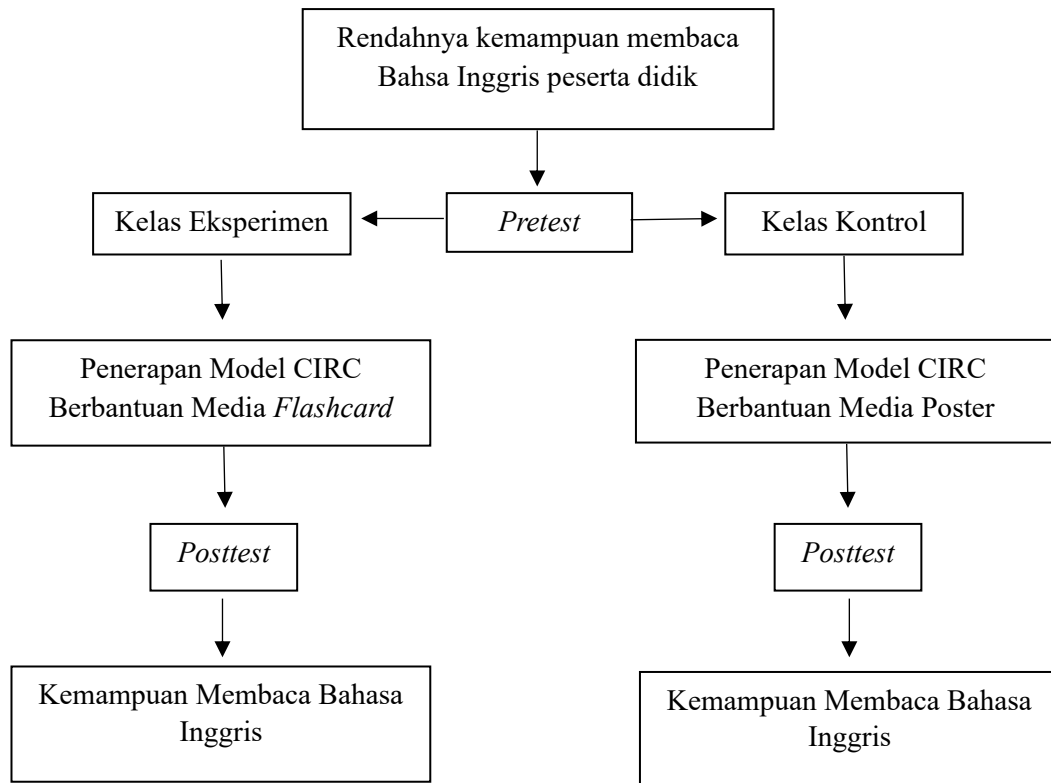 Rendahnya kemampuan membaca
Bahsa Inggris peserta didik
Kelas Eksperimen
Pretest
Kelas Kontrol
Penerapan Model CIRC
Berbantuan Media Flashcard
Penerapan Model CIRC
Berbantuan Media Poster
Posttest
Posttest
Kemampuan Membaca Bahasa
Inggris
Kemampuan Membaca Bahasa
Inggris